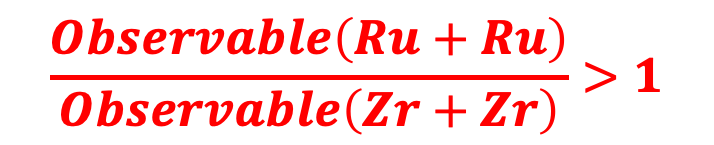 Observable(Ru + Ru)
Observable(Zr + Zr)
> 1